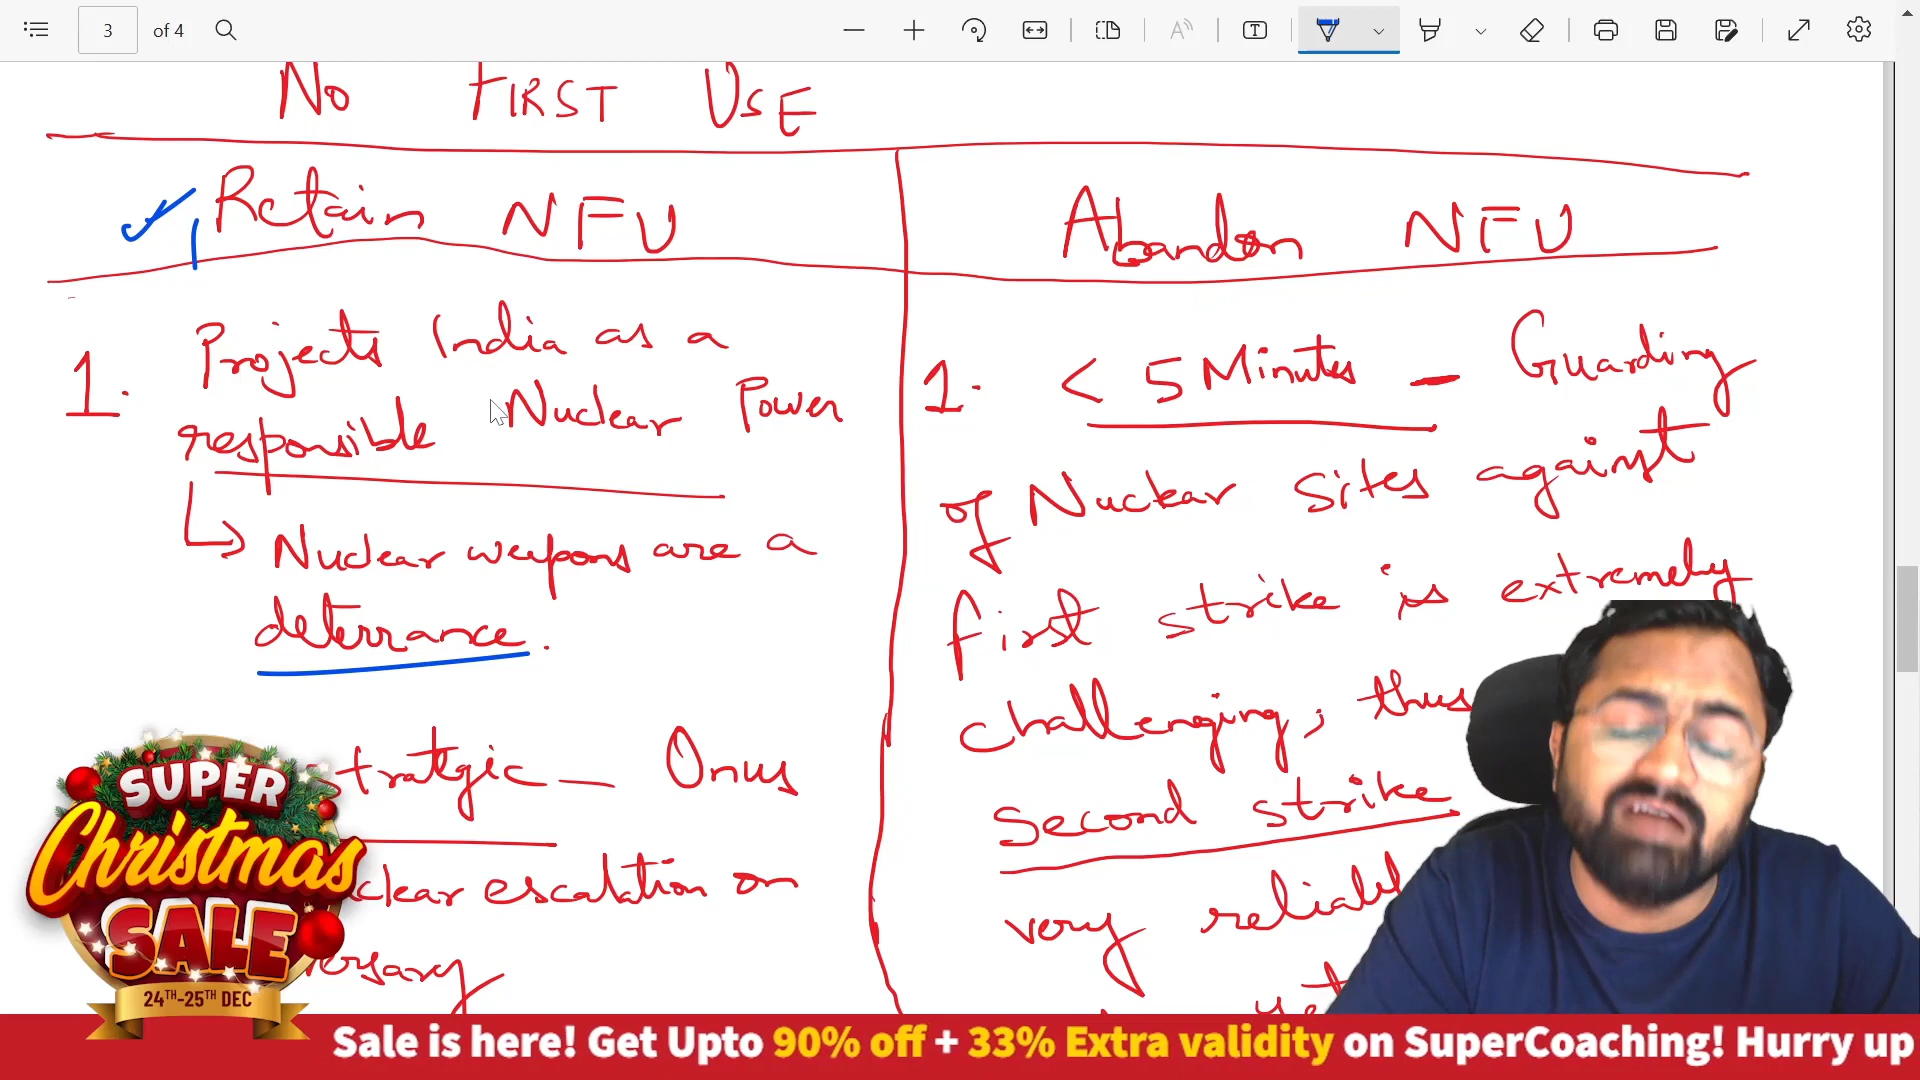 3 of 4
No FIRST USE
Retain NFU
Abandon NFU
1. Projects India as a
responsible Nuclear Power
Nuclear weapons are a
deterrance.
trategic — Onus
clear escalation on
ersary
1. < 5 Minutes - Guarding
of Nuclear Sites against
first strike is extremely
challenging, thus
second strike
very
SUPER
Christmas
SALE
24TH-25TH DEC
Sale is here! Get Upto 90% off + 33% Extra validity on SuperCoaching! Hurry up